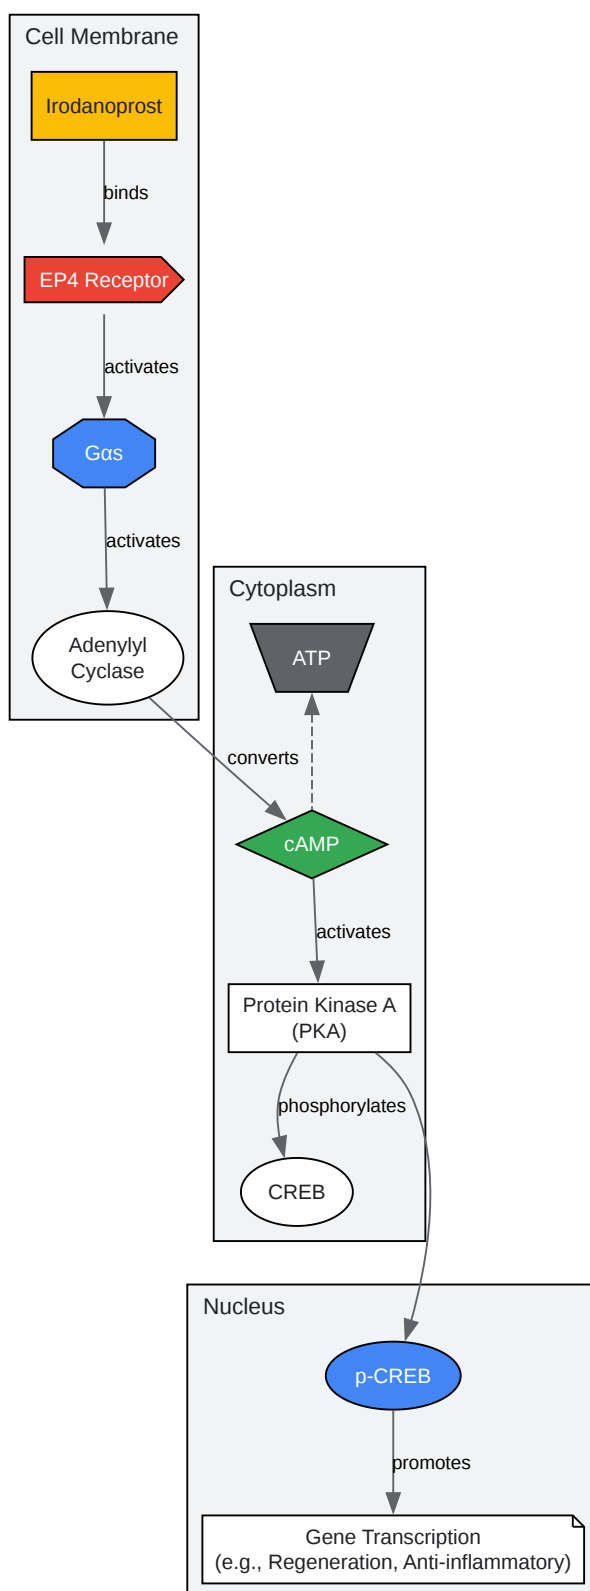 Cell Membrane
Irodanoprost
binds
EP4 Receptor
activates
Gαs
activates
Adenylyl
Cyclase
Cytoplasm
ATP
converts
cAMP
activates
Protein Kinase A
(PKA)
phosphorylates
CREB
Nucleus
p-CREB
promotes
Gene Transcription
(e.g., Regeneration, Anti-inflammatory)